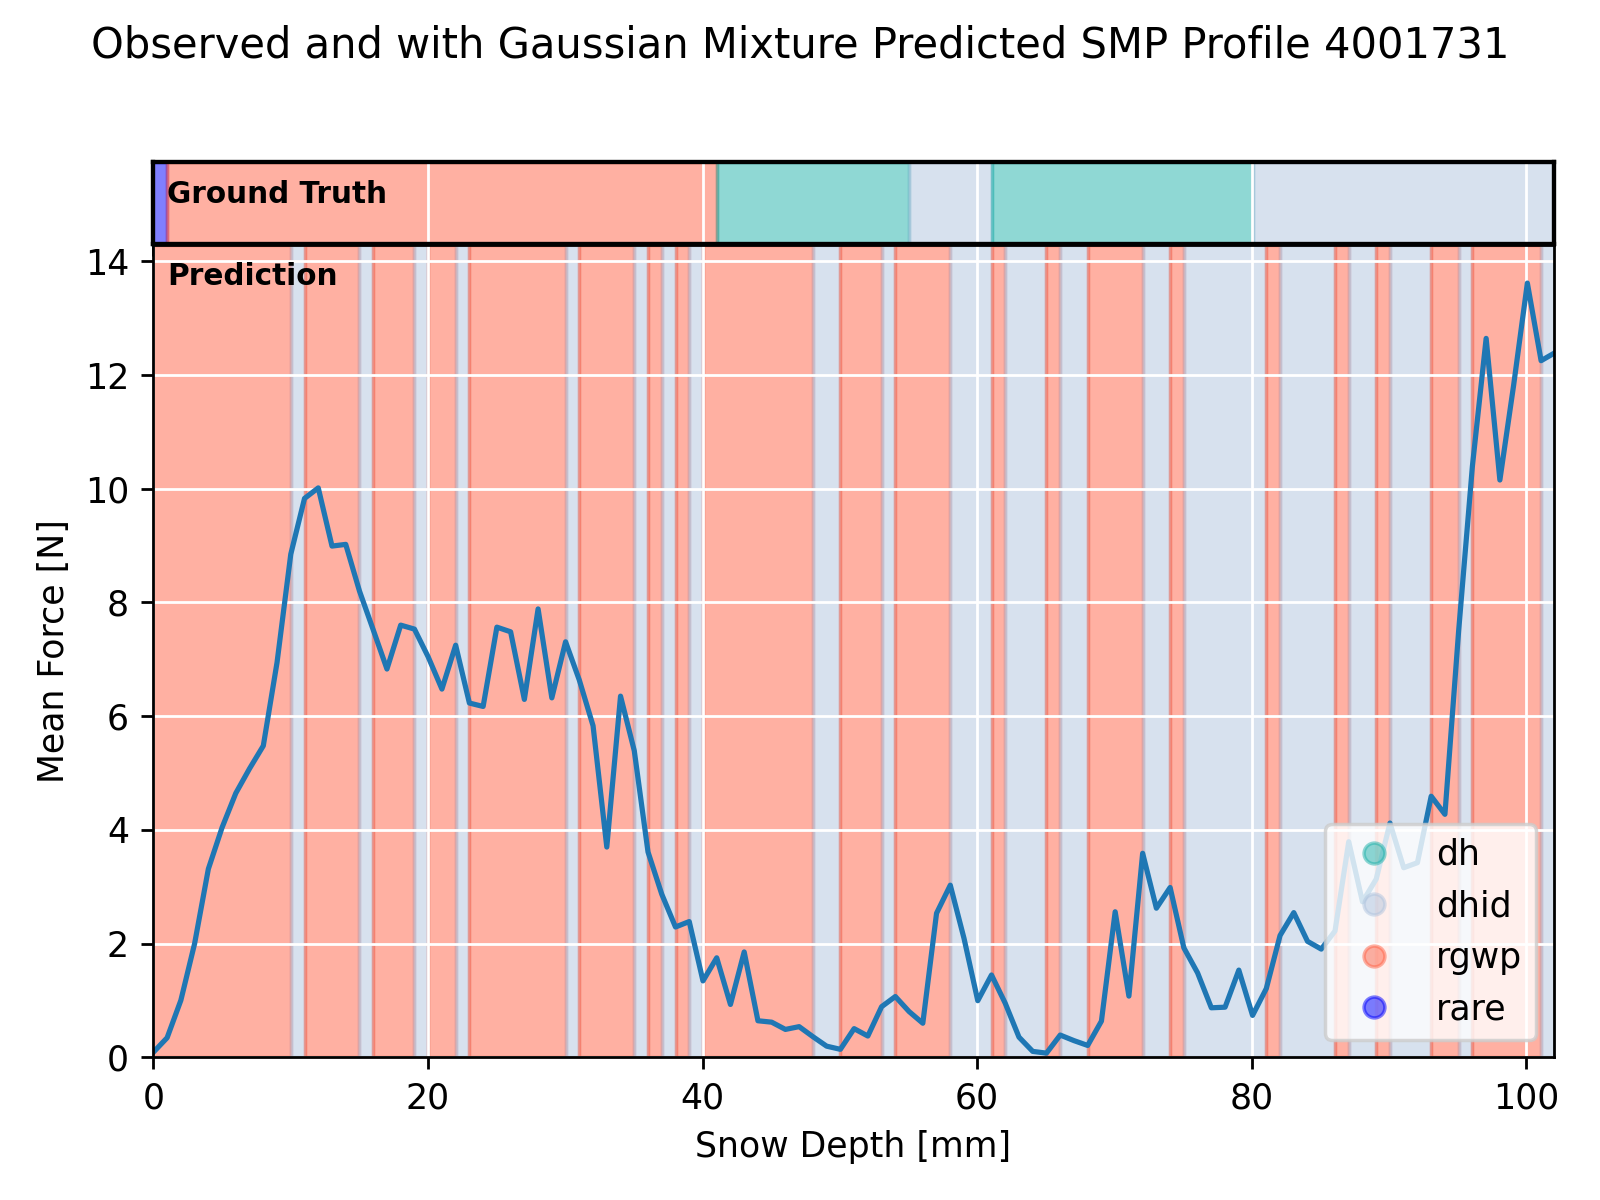 Observed and with Gaussian Mixture Predicted SMP Profile 4001731
Ground Truth
Prediction
14
12
10
8
6
4
2
0
Mean Force [N]
dh
dhid
rgwp
rare
0 20 40 60 80 100
Snow Depth [mm]